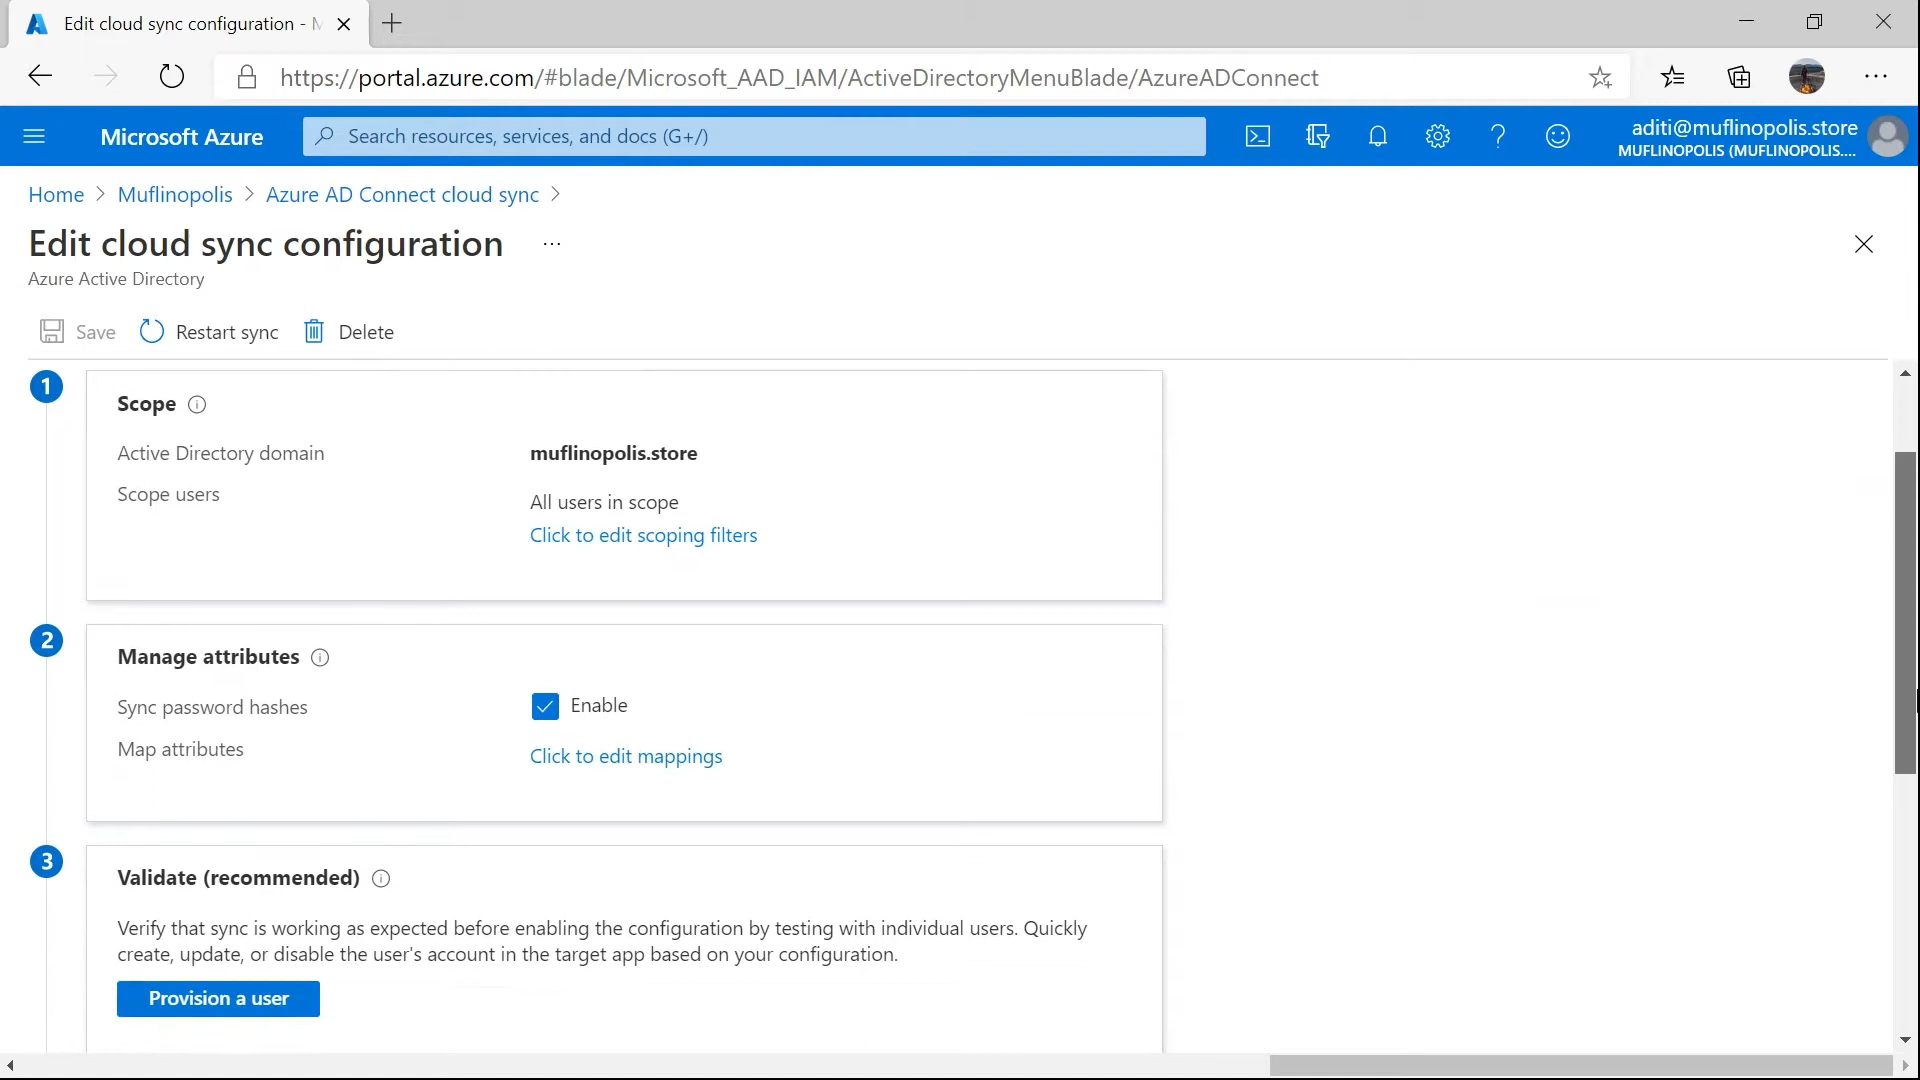 Edit cloud sync configuration - M
https://portal.azure.com/#blade/Microsoft_AAD_IAM/ActiveDirectoryMenuBlade/AzureADConnect
Microsoft Azure
Search resources, services, and docs (G+/)
aditi@muflinopolis.store
MUFLINOPOLIS (MUFLINOPOLIS....
Home > Muflinopolis > Azure AD Connect cloud sync >
Edit cloud sync configuration ...
Azure Active Directory
Save Restart sync Delete
1
Scope
Active Directory domain muflinopolis.store
Scope users All users in scope
Click to edit scoping filters
2
Manage attributes
Sync password hashes Enable
Map attributes Click to edit mappings
3
Validate (recommended)
Verify that sync is working as expected before enabling the configuration by testing with individual users. Quickly
create, update, or disable the user's account in the target app based on your configuration.
Provision a user